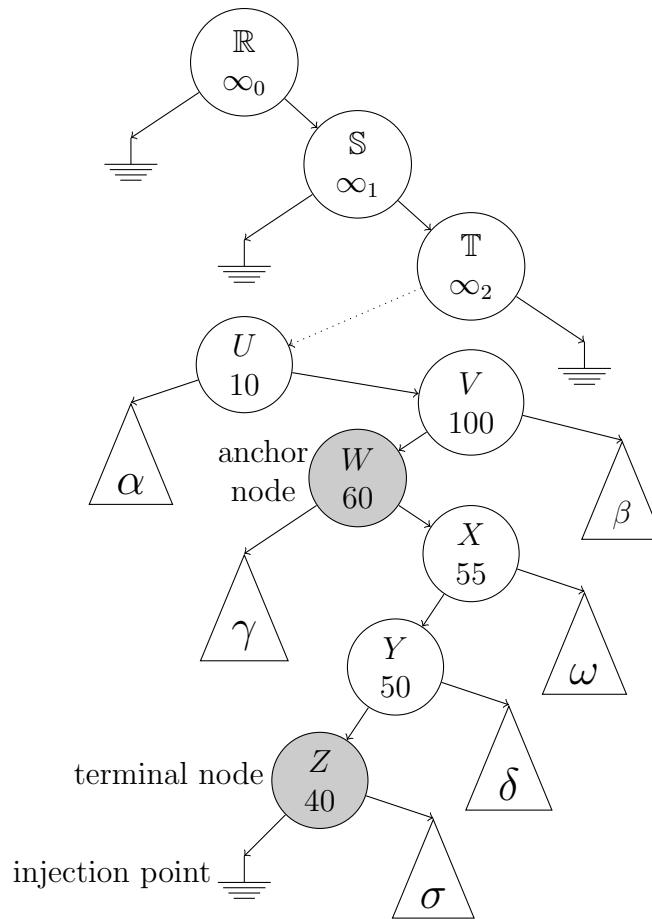 ℝ
∞₀
𝕊
∞₁
𝕋
∞₂
U
10
V
100
α
anchor
node
W
60
β
X
55
γ
Y
50
ω
terminal node
Z
40
δ
injection point
σ